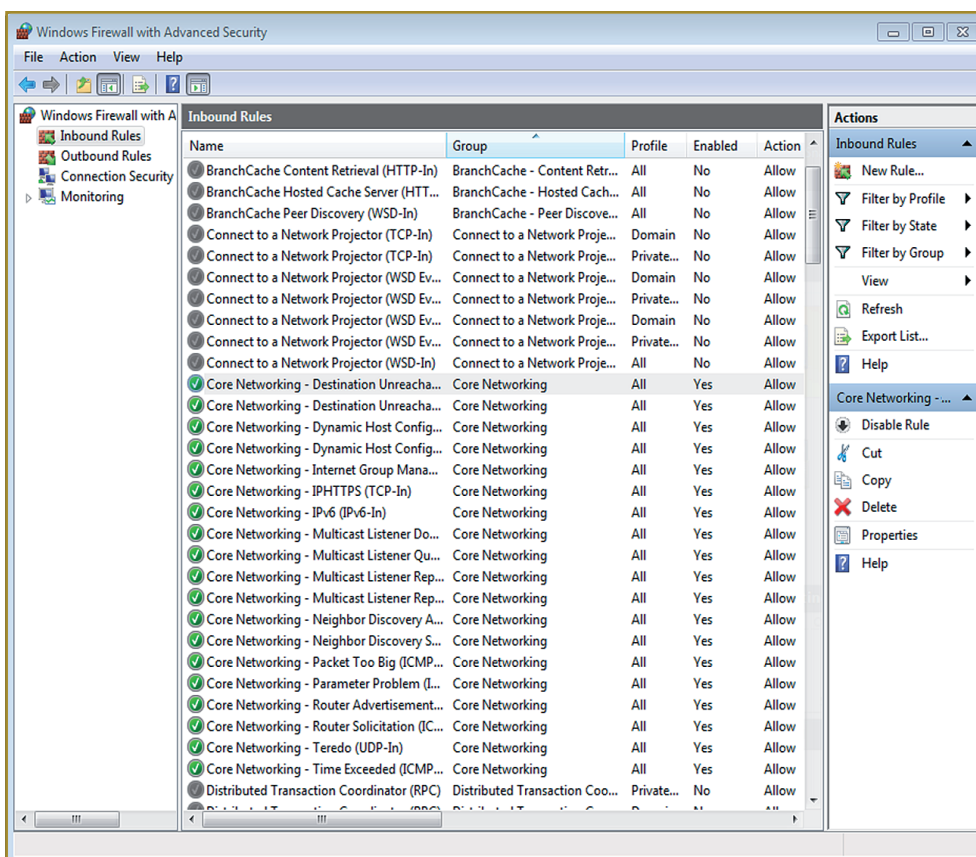 Windows Firewall with Advanced Security
File Action View Help
Windows Firewall with A
Inbound Rules
Outbound Rules
Connection Security
Monitoring
Inbound Rules
Name Group Profile Enabled Action
BranchCache Content Retrieval (HTTP-In) BranchCache - Content Retr... All No Allow
BranchCache Hosted Cache Server (HTT... BranchCache - Hosted Cach... All No Allow
BranchCache Peer Discovery (WSD-In) BranchCache - Peer Discove... All No Allow
Connect to a Network Projector (TCP-In) Connect to a Network Proje... Domain No Allow
Connect to a Network Projector (TCP-In) Connect to a Network Proje... Private... No Allow
Connect to a Network Projector (WSD Ev... Connect to a Network Proje... Domain No Allow
Connect to a Network Projector (WSD Ev... Connect to a Network Proje... Private... No Allow
Connect to a Network Projector (WSD Ev... Connect to a Network Proje... Domain No Allow
Connect to a Network Projector (WSD Ev... Connect to a Network Proje... Private... No Allow
Connect to a Network Projector (WSD-In) Connect to a Network Proje... All No Allow
Core Networking - Destination Unreacha... Core Networking All Yes Allow
Core Networking - Destination Unreacha... Core Networking All Yes Allow
Core Networking - Dynamic Host Config... Core Networking All Yes Allow
Core Networking - Dynamic Host Config... Core Networking All Yes Allow
Core Networking - Internet Group Mana... Core Networking All Yes Allow
Core Networking - IPHTTPS (TCP-In) Core Networking All Yes Allow
Core Networking - IPv6 (IPv6-In) Core Networking All Yes Allow
Core Networking - Multicast Listener Do... Core Networking All Yes Allow
Core Networking - Multicast Listener Qu... Core Networking All Yes Allow
Core Networking - Multicast Listener Rep... Core Networking All Yes Allow
Core Networking - Multicast Listener Rep... Core Networking All Yes Allow
Core Networking - Neighbor Discovery A... Core Networking All Yes Allow
Core Networking - Neighbor Discovery S... Core Networking All Yes Allow
Core Networking - Packet Too Big (ICMP... Core Networking All Yes Allow
Core Networking - Parameter Problem (I... Core Networking All Yes Allow
Core Networking - Router Advertisement... Core Networking All Yes Allow
Core Networking - Router Solicitation (IC... Core Networking All Yes Allow
Core Networking - Teredo (UDP-In) Core Networking All Yes Allow
Core Networking - Time Exceeded (ICMP... Core Networking All Yes Allow
Distributed Transaction Coordinator (RPC) Distributed Transaction Coo... Private... No Allow
Actions
Inbound Rules
New Rule...
Filter by Profile
Filter by State
Filter by Group
View
Refresh
Export List...
Help
Core Networking -...
Disable Rule
Cut
Copy
Delete
Properties
Help